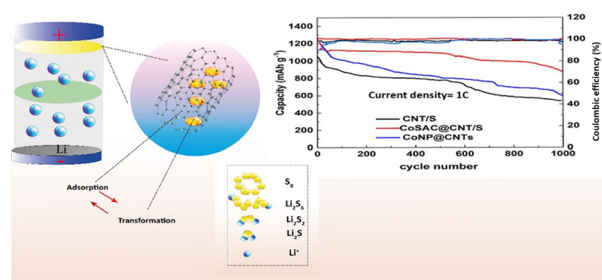 +
Li
-
Adsorption
Transformation
S8
Li2S6
Li2S2
Li2S
Li+
Capacity (mAh g-1)
1400
1200
1000
800
600
400
200
0
Current density= 1C
CNT/S
CoSAC@CNT/S
CoNP@CNTs
0
200
400
600
800
1000
cycle number
120
100
80
60
40
20
0
Coulombic efficiency (%)